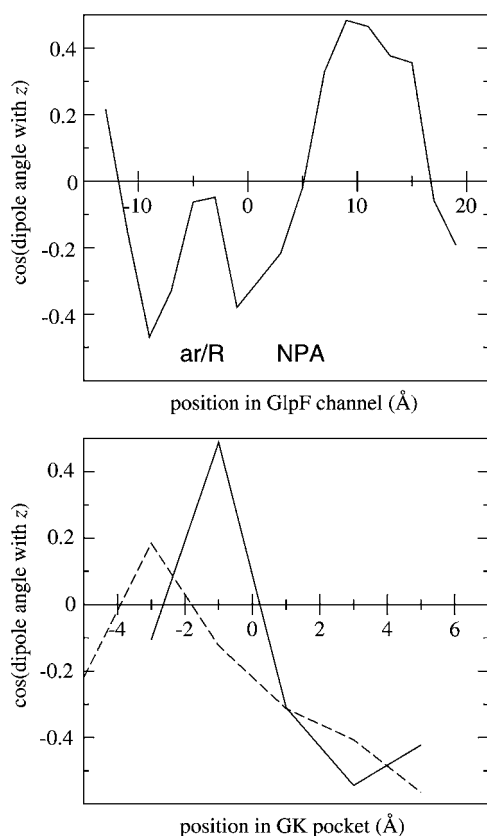 0.4
0.2
0
-0.2
-0.4
cos(dipole angle with z)
-10 0 10 20
ar/R NPA
position in GlpF channel (Å)
0.4
0.2
0
-0.2
-0.4
cos(dipole angle with z)
-4 -2 0 2 4 6
position in GK pocket (Å)